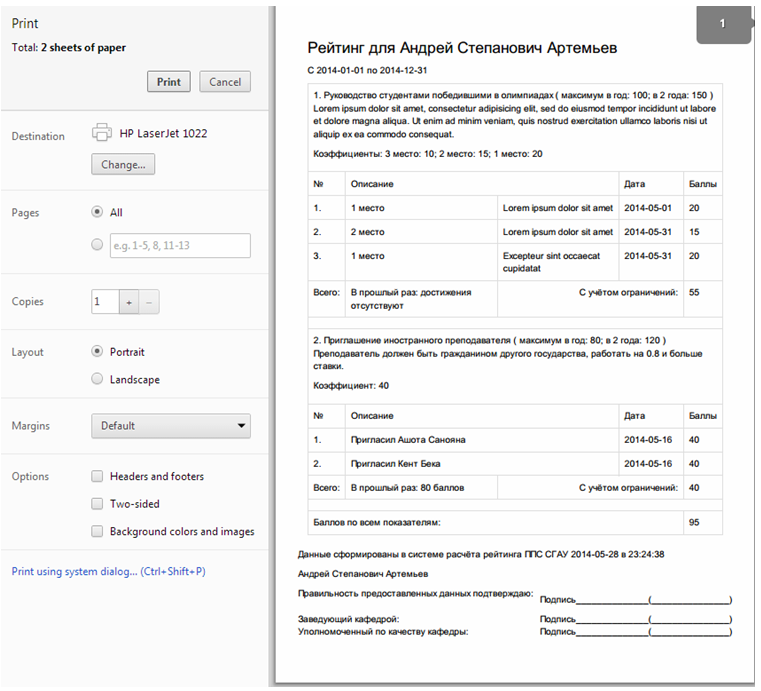 Print
Total: 2 sheets of paper
Print Cancel
Destination HP LaserJet 1022
Change...
Pages All
e.g. 1-5, 8, 11-13
Copies 1 + −
Layout Portrait
Landscape
Margins Default
Options Headers and footers
Two-sided
Background colors and images
Print using system dialog... (Ctrl+Shift+P)
1
Рейтинг для Андрей Степанович Артемьев
С 2014-01-01 по 2014-12-31
1. Руководство студентами победившими в олимпиадах ( максимум в год: 100; в 2 года: 150 )
Lorem ipsum dolor sit amet, consectetur adipisicing elit, sed do eiusmod tempor incididunt ut labore
et dolore magna aliqua. Ut enim ad minim veniam, quis nostrud exercitation ullamco laboris nisi ut
aliquip ex ea commodo consequat.
Коэффициенты: 3 место: 10; 2 место: 15; 1 место: 20
№ Описание Дата Баллы
1. 1 место Lorem ipsum dolor sit amet 2014-05-01 20
2. 2 место Lorem ipsum dolor sit amet 2014-05-31 15
3. 1 место Excepteur sint occaecat 2014-05-31 20
cupidatat
Всего: В прошлый раз: достижения С учётом ограничений: 55
отсутствуют
2. Приглашение иностранного преподавателя ( максимум в год: 80; в 2 года: 120 )
Преподаватель должен быть гражданином другого государства, работать на 0.8 и больше
ставки.
Коэффициент: 40
№ Описание Дата Баллы
1. Пригласил Ашота Санояна 2014-05-16 40
2. Пригласил Кент Бека 2014-05-16 40
Всего: В прошлый раз: 80 баллов С учётом ограничений: 40
Баллов по всем показателям: 95
Данные сформированы в системе расчёта рейтинга ППС СГАУ 2014-05-28 в 23:24:38
Андрей Степанович Артемьев
Правильность предоставленных данных подтверждаю: Подпись______________(_______________)
Заведующий кафедрой: Подпись______________(_______________)
Уполномоченный по качеству кафедры: Подпись______________(_______________)